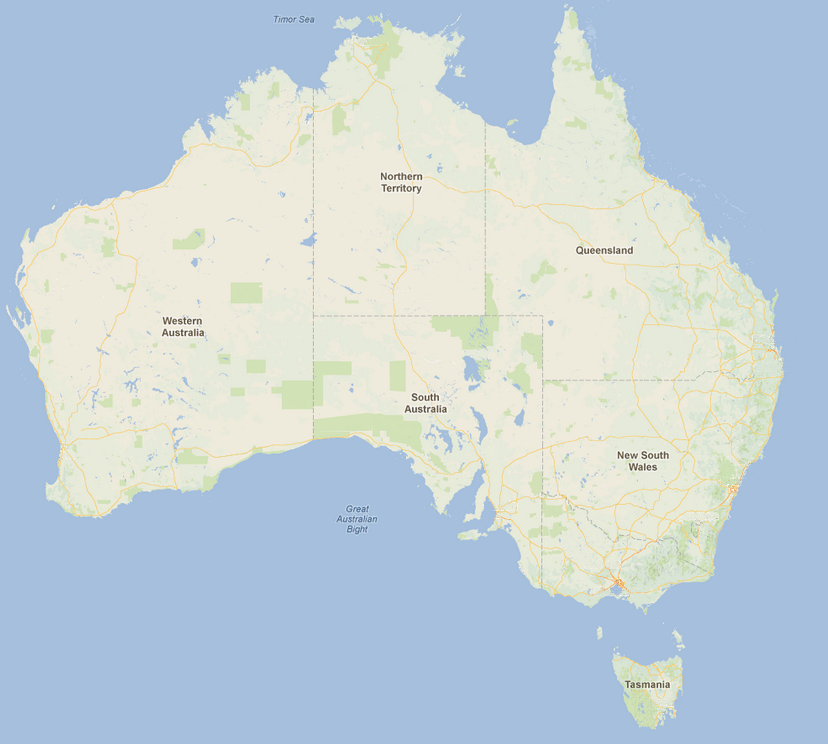 Timor Sea
Northern
Territory
Queensland
Western
Australia
South
Australia
New South
Wales
Great
Australian
Bight
Tasmania